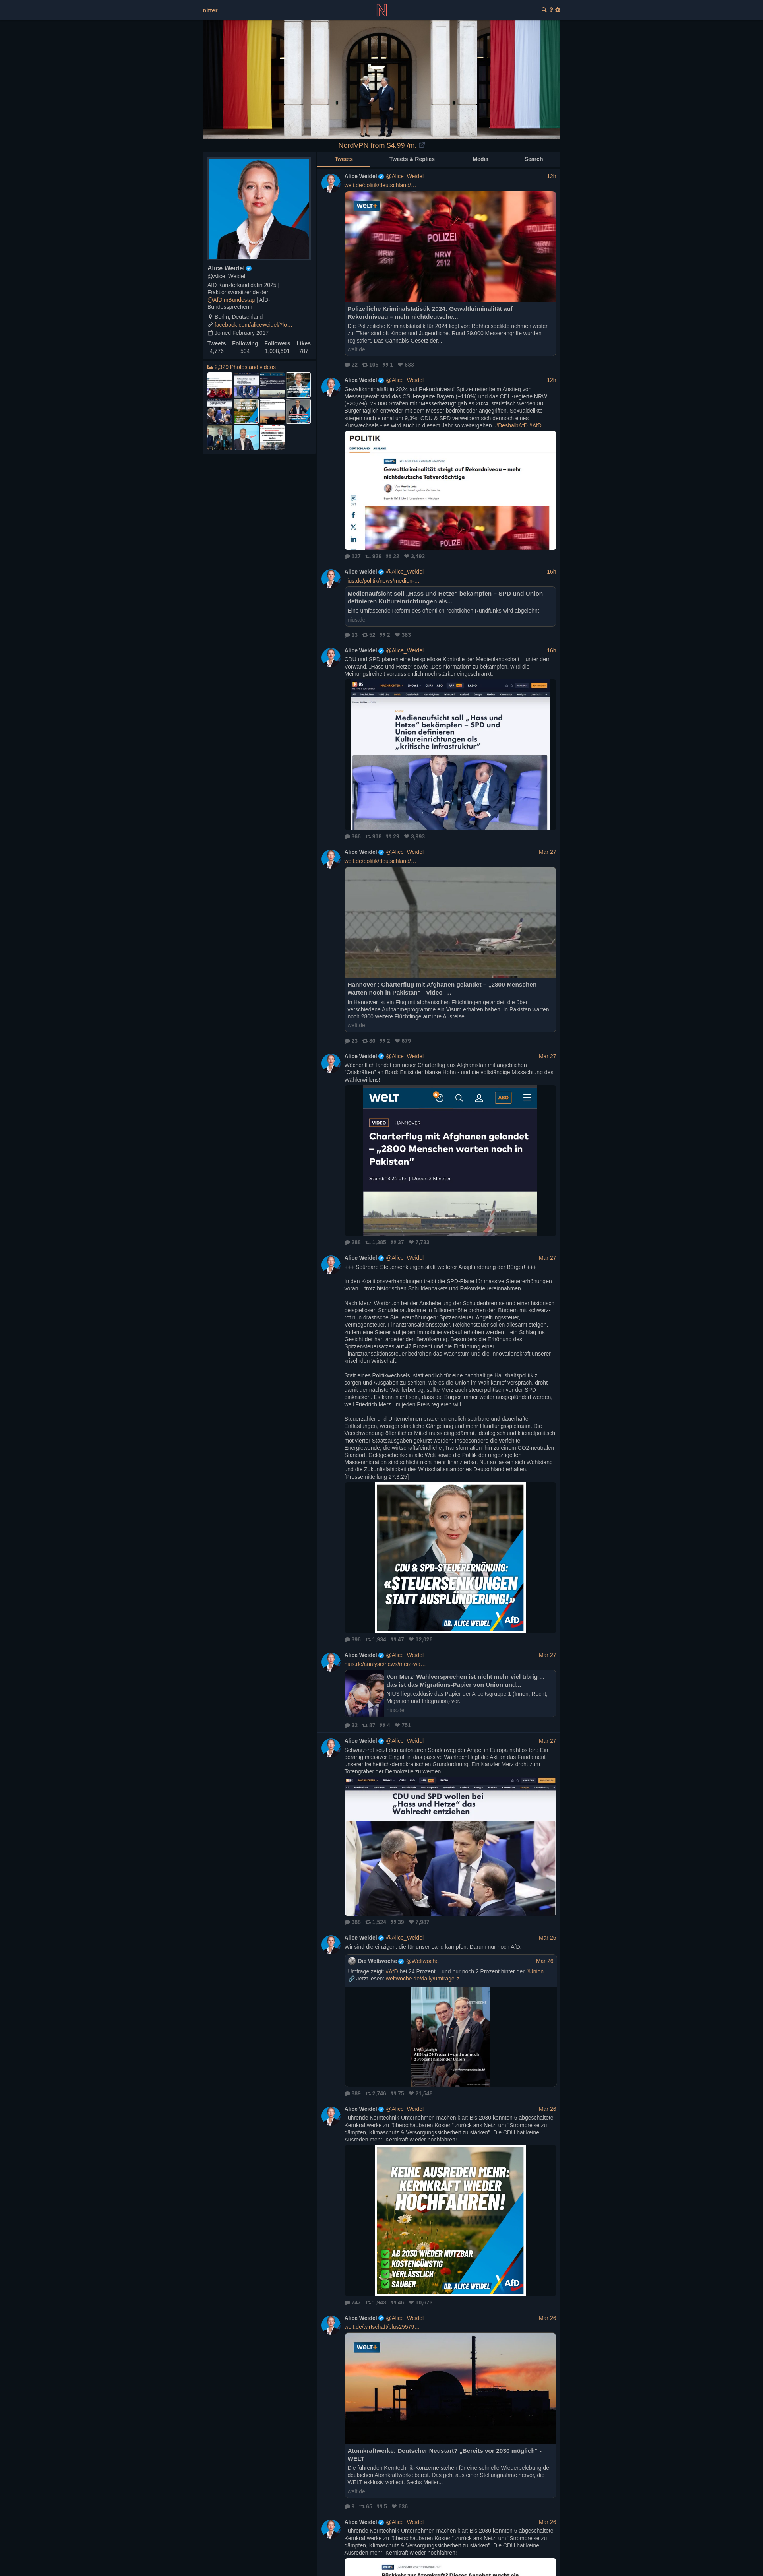 nitter
NordVPN from $4.99 /m.
Tweets
Tweets & Replies
Media
Search
Alice Weidel
@Alice_Weidel
AfD Kanzlerkandidatin 2025 |
Fraktionsvorsitzende der
@AfDimBundestag | AfD-
Bundessprecherin
Berlin, Deutschland
facebook.com/aliceweidel/?lo…
Joined February 2017
Tweets Following Followers Likes
4,776 594 1,098,601 787
2,329 Photos and videos
Alice Weidel @Alice_Weidel 12h
welt.de/politik/deutschland/…
WELT+
POLIZEI
NRW
2511
NRW
2512
Polizeiliche Kriminalstatistik 2024: Gewaltkriminalität auf
Rekordniveau – mehr nichtdeutsche...
Die Polizeiliche Kriminalstatistik für 2024 liegt vor: Rohheitsdelikte nehmen weiter
zu. Täter sind oft Kinder und Jugendliche. Rund 29.000 Messerangriffe wurden
registriert. Das Cannabis-Gesetz der...
welt.de
22 105 1 633
Alice Weidel @Alice_Weidel 12h
Gewaltkriminalität in 2024 auf Rekordniveau! Spitzenreiter beim Anstieg von
Messergewalt sind das CSU-regierte Bayern (+110%) und das CDU-regierte NRW
(+20,6%). 29.000 Straften mit "Messerbezug" gab es 2024, statistisch werden 80
Bürger täglich entweder mit dem Messer bedroht oder angegriffen. Sexualdelikte
stiegen noch einmal um 9,3%. CDU & SPD verweigern sich dennoch eines
Kurswechsels - es wird auch in diesem Jahr so weitergehen. #DeshalbAfD #AfD
POLITIK
DEUTSCHLAND AUSLAND
Gewaltkriminalität steigt auf Rekordniveau – mehr
nichtdeutsche Tatverdächtige
POLIZEI
127 929 22 3,492
Alice Weidel @Alice_Weidel 16h
nius.de/politik/news/medien-…
Medienaufsicht soll „Hass und Hetze“ bekämpfen – SPD und Union
definieren Kultureinrichtungen als...
Eine umfassende Reform des öffentlich-rechtlichen Rundfunks wird abgelehnt.
nius.de
13 52 2 383
Alice Weidel @Alice_Weidel 16h
CDU und SPD planen eine beispiellose Kontrolle der Medienlandschaft – unter dem
Vorwand, „Hass und Hetze“ sowie „Desinformation“ zu bekämpfen, wird die
Meinungsfreiheit voraussichtlich noch stärker eingeschränkt.
Medienaufsicht soll „Hass und
Hetze“ bekämpfen – SPD und
Union definieren
Kultureinrichtungen als
„kritische Infrastruktur“
366 918 29 3,993
Alice Weidel @Alice_Weidel Mar 27
welt.de/politik/deutschland/…
Hannover : Charterflug mit Afghanen gelandet – „2800 Menschen
warten noch in Pakistan“ - Video -...
In Hannover ist ein Flug mit afghanischen Flüchtlingen gelandet, die über
verschiedene Aufnahmeprogramme ein Visum erhalten haben. In Pakistan warten
noch 2800 weitere Flüchtlinge auf ihre Ausreise...
welt.de
23 80 2 679
Alice Weidel @Alice_Weidel Mar 27
Wöchentlich landet ein neuer Charterflug aus Afghanistan mit angeblichen
"Ortskräften" an Bord: Es ist der blanke Hohn - und die vollständige Missachtung des
Wählerwillens!
WELT ABO
VIDEO HANNOVER
Charterflug mit Afghanen gelandet
– „2800 Menschen warten noch in
Pakistan“
Stand: 13:24 Uhr | Dauer: 2 Minuten
288 1,385 37 7,733
Alice Weidel @Alice_Weidel Mar 27
+++ Spürbare Steuersenkungen statt weiterer Ausplünderung der Bürger! +++
In den Koalitionsverhandlungen treibt die SPD-Pläne für massive Steuererhöhungen
voran – trotz historischen Schuldenpakets und Rekordsteuereinnahmen.
Nach Merz' Wortbruch bei der Aushebelung der Schuldenbremse und einer historisch
beispiellosen Schuldenaufnahme in Billionenhöhe drohen den Bürgern mit schwarz-
rot nun drastische Steuererhöhungen: Spitzensteuer, Abgeltungssteuer,
Vermögensteuer, Finanztransaktionssteuer, Reichensteuer sollen allesamt steigen,
zudem eine Steuer auf jeden Immobilienverkauf erhoben werden – ein Schlag ins
Gesicht der hart arbeitenden Bevölkerung. Besonders die Erhöhung des
Spitzensteuersatzes auf 47 Prozent und die Einführung einer
Finanztransaktionssteuer bedrohen das Wachstum und die Innovationskraft unserer
kriselnden Wirtschaft.
Statt eines Politikwechsels, statt endlich für eine nachhaltige Haushaltspolitik zu
sorgen und Ausgaben zu senken, wie es die Union im Wahlkampf versprach, droht
damit der nächste Wählerbetrug, sollte Merz auch steuerpolitisch vor der SPD
einknicken. Es kann nicht sein, dass die Bürger immer weiter ausgeplündert werden,
weil Friedrich Merz um jeden Preis regieren will.
Steuerzahler und Unternehmen brauchen endlich spürbare und dauerhafte
Entlastungen, weniger staatliche Gängelung und mehr Handlungsspielraum. Die
Verschwendung öffentlicher Mittel muss eingedämmt, ideologisch und klientelpolitisch
motivierter Staatsausgaben gekürzt werden: Insbesondere die verfehlte
Energiewende, die wirtschaftsfeindliche ‚Transformation‘ hin zu einem CO2-neutralen
Standort, Geldgeschenke in alle Welt sowie die Politik der ungezügelten
Massenmigration sind schlicht nicht mehr finanzierbar. Nur so lassen sich Wohlstand
und die Zukunftsfähigkeit des Wirtschaftsstandortes Deutschland erhalten.
[Pressemitteilung 27.3.25]
CDU & SPD-STEUERERHÖHUNG:
«STEUERSENKUNGEN
STATT AUSPLÜNDERUNG!»
DR. ALICE WEIDEL AfD
396 1,934 47 12,026
Alice Weidel @Alice_Weidel Mar 27
nius.de/analyse/news/merz-wa…
Von Merz’ Wahlversprechen ist nicht mehr viel übrig ...
das ist das Migrations-Papier von Union und...
NIUS liegt exklusiv das Papier der Arbeitsgruppe 1 (Innen, Recht,
Migration und Integration) vor.
nius.de
32 87 4 751
Alice Weidel @Alice_Weidel Mar 27
Schwarz-rot setzt den autoritären Sonderweg der Ampel in Europa nahtlos fort: Ein
derartig massiver Eingriff in das passive Wahlrecht legt die Axt an das Fundament
unserer freiheitlich-demokratischen Grundordnung. Ein Kanzler Merz droht zum
Totengräber der Demokratie zu werden.
CDU und SPD wollen bei
„Hass und Hetze“ das
Wahlrecht entziehen
388 1,524 39 7,987
Alice Weidel @Alice_Weidel Mar 26
Wir sind die einzigen, die für unser Land kämpfen. Darum nur noch AfD.
Die Weltwoche @Weltwoche Mar 26
Umfrage zeigt: #AfD bei 24 Prozent – und nur noch 2 Prozent hinter der #Union
🔗 Jetzt lesen: weltwoche.de/daily/umfrage-z…
Umfrage zeigt:
AfD bei 24 Prozent – und nur noch
2 Prozent hinter der Union
889 2,746 75 21,548
Alice Weidel @Alice_Weidel Mar 26
Führende Kerntechnik-Unternehmen machen klar: Bis 2030 könnten 6 abgeschaltete
Kernkraftwerke zu "überschaubaren Kosten" zurück ans Netz, um "Strompreise zu
dämpfen, Klimaschutz & Versorgungssicherheit zu stärken". Die CDU hat keine
Ausreden mehr: Kernkraft wieder hochfahren!
KEINE AUSREDEN MEHR:
KERNKRAFT WIEDER
HOCHFAHREN!
AB 2030 WIEDER NUTZBAR
KOSTENGÜNSTIG
VERLÄSSLICH
SAUBER
DR. ALICE WEIDEL AfD
747 1,943 46 10,673
Alice Weidel @Alice_Weidel Mar 26
welt.de/wirtschaft/plus25579…
WELT+
Atomkraftwerke: Deutscher Neustart? „Bereits vor 2030 möglich“ -
WELT
Die führenden Kerntechnik-Konzerne stehen für eine schnelle Wiederbelebung der
deutschen Atomkraftwerke bereit. Das geht aus einer Stellungnahme hervor, die
WELT exklusiv vorliegt. Sechs Meiler...
welt.de
9 65 5 636
Alice Weidel @Alice_Weidel Mar 26
Führende Kerntechnik-Unternehmen machen klar: Bis 2030 könnten 6 abgeschaltete
Kernkraftwerke zu "überschaubaren Kosten" zurück ans Netz, um "Strompreise zu
dämpfen, Klimaschutz & Versorgungssicherheit zu stärken". Die CDU hat keine
Ausreden mehr: Kernkraft wieder hochfahren!